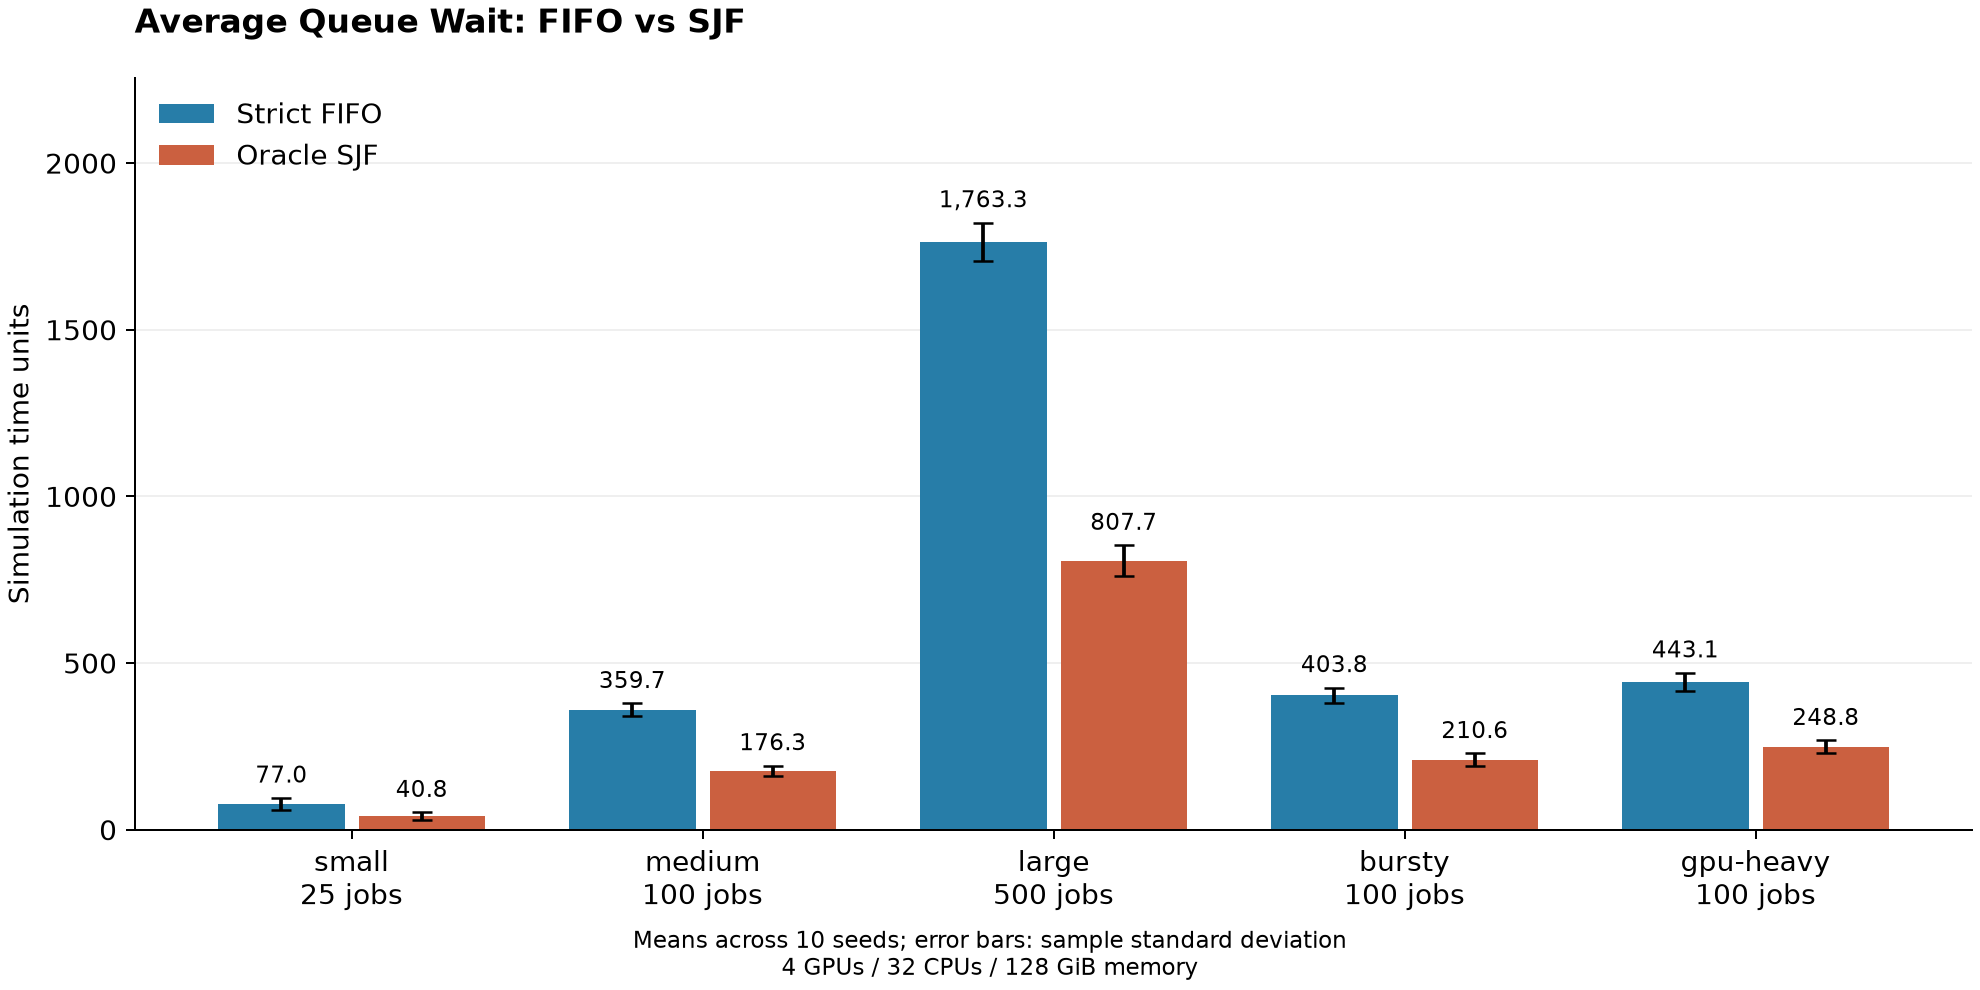 Average Queue Wait: FIFO vs SJF
Strict FIFO
Oracle SJF
Simulation time units
2000
1500
1000
500
0
77.0
40.8
359.7
176.3
1,763.3
807.7
403.8
210.6
443.1
248.8
small
25 jobs
medium
100 jobs
large
500 jobs
bursty
100 jobs
gpu-heavy
100 jobs
Means across 10 seeds; error bars: sample standard deviation
4 GPUs / 32 CPUs / 128 GiB memory